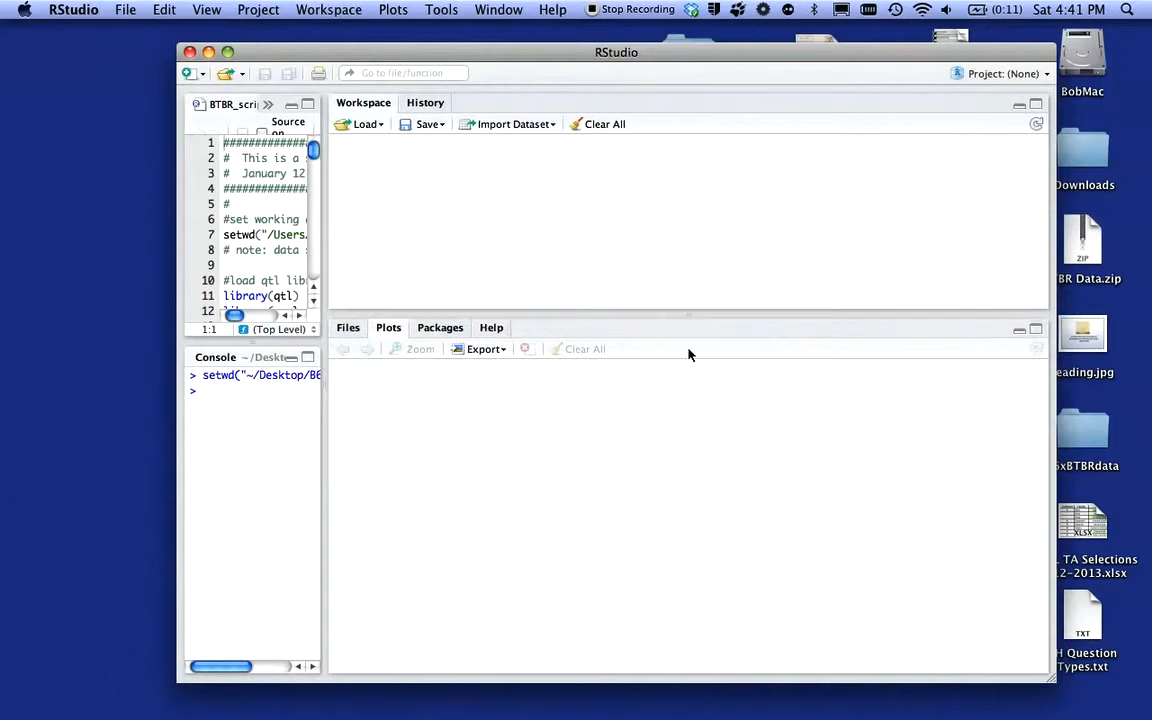 RStudio File Edit View Project Workspace Plots Tools Window Help Stop Recording (0:11) Sat 4:41 PM
RStudio
Go to file/function Project: (None)
BTBR_scri
Source
on
1 ##############
2 # This is a
3 # January 12
4 ##############
5 #
6 #set working
7 setwd("/Users.
8 # note: data
9
10 #load qtl lib
11 library(qtl)
12
1:1 (Top Level)
Console ~/Deskt
> setwd("~/Desktop/B6
>
Workspace History
Load Save Import Dataset Clear All
Files Plots Packages Help
Zoom Export Clear All
BobMac
Downloads
ZIP
BR Data.zip
eading.jpg
xBTBRdata
XLSX
TA Selections
2-2013.xlsx
TXT
H Question
Types.txt